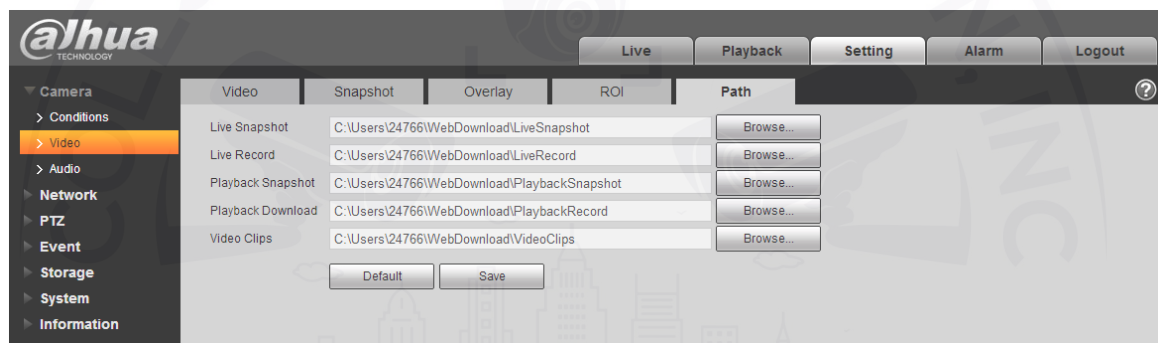 alhua
TECHNOLOGY
Live Playback Setting Alarm Logout
Camera Video Snapshot Overlay ROI Path ?
> Conditions Live Snapshot C:\Users\24766\WebDownload\LiveSnapshot Browse...
> Video Live Record C:\Users\24766\WebDownload\LiveRecord Browse...
> Audio Playback Snapshot C:\Users\24766\WebDownload\PlaybackSnapshot Browse...
Network Playback Download C:\Users\24766\WebDownload\PlaybackRecord Browse...
PTZ Video Clips C:\Users\24766\WebDownload\VideoClips Browse...
Event
Storage Default Save
System
Information